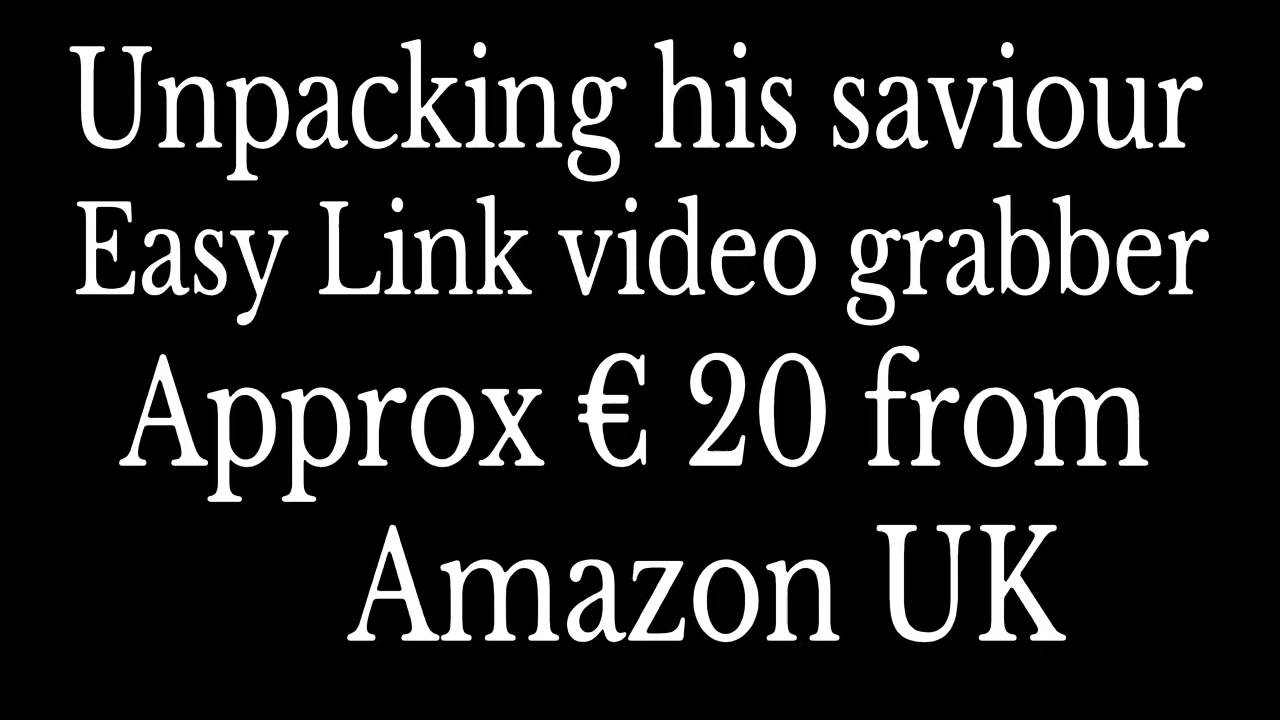 Unpacking his saviour
Easy Link video grabber
Approx € 20 from
Amazon UK